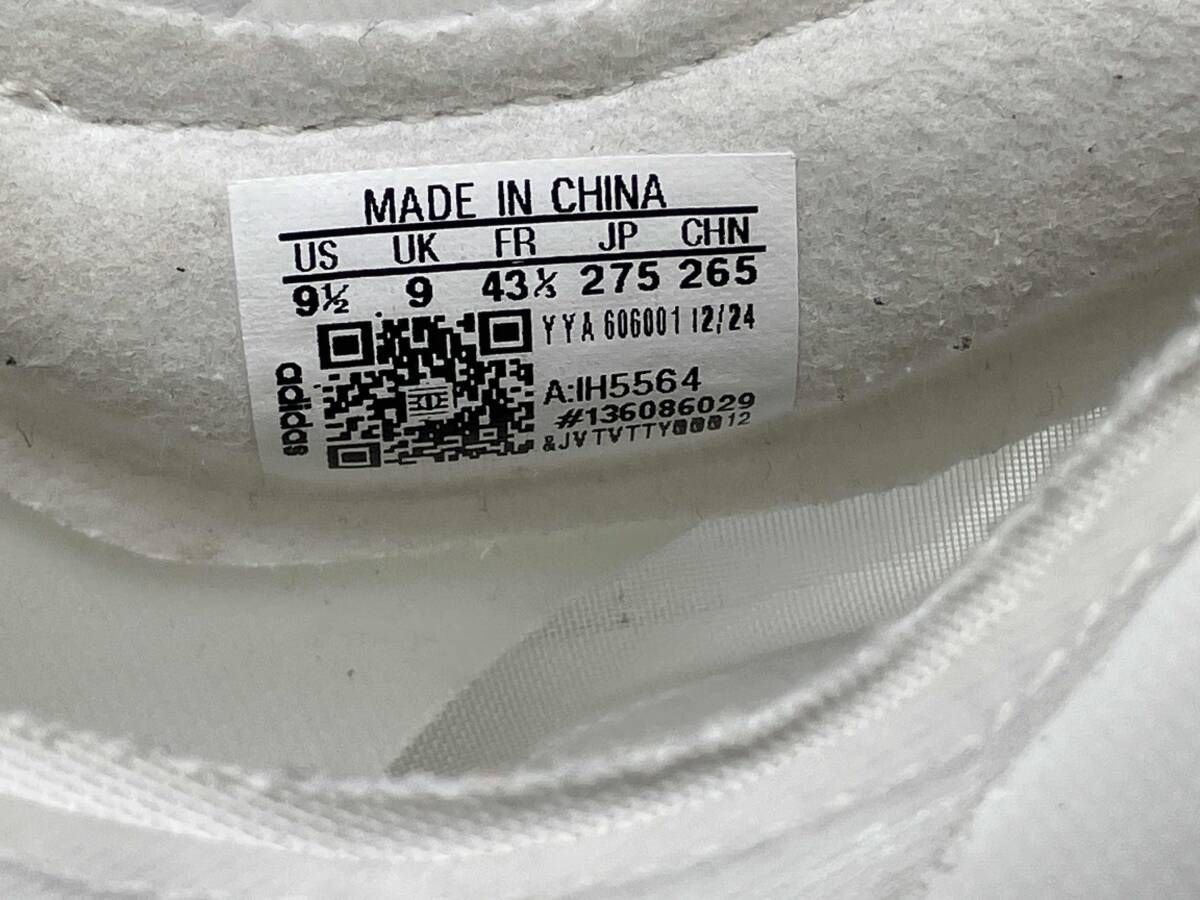 MADE IN CHINA
US UK FR JP CHN
9½ 9 43⅓ 275 265
YYA 606001 12/24
A:IH5564
#136086029
&JVTVTTY00012
adidas